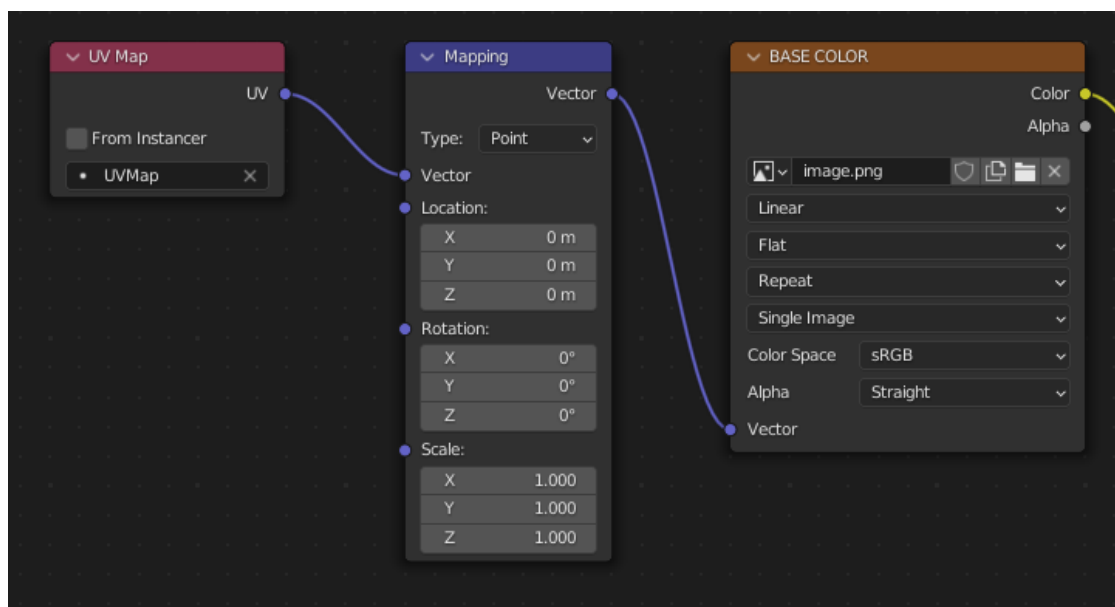 UV Map
UV
From Instancer
UVMap
Mapping
Vector
Type: Point
Vector
Location:
X 0 m
Y 0 m
Z 0 m
Rotation:
X 0°
Y 0°
Z 0°
Scale:
X 1.000
Y 1.000
Z 1.000
BASE COLOR
Color
Alpha
image.png
Linear
Flat
Repeat
Single Image
Color Space sRGB
Alpha Straight
Vector